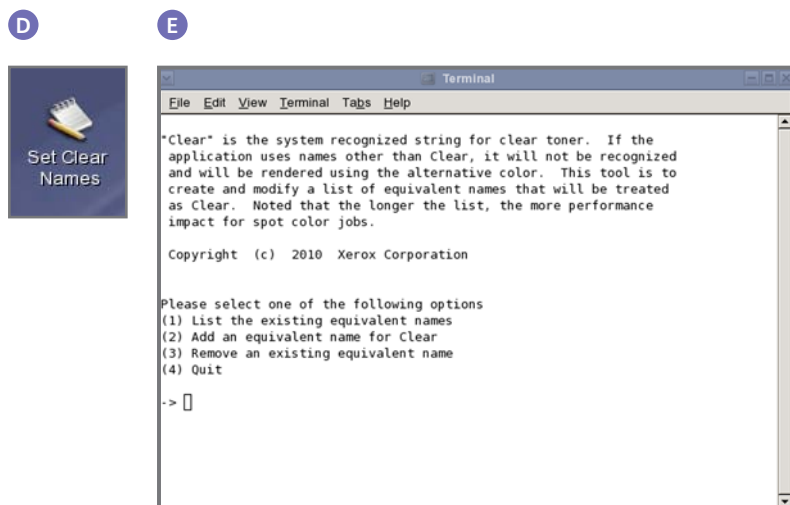 D
E
Set Clear
Names
Terminal
File Edit View Terminal Tabs Help
"Clear" is the system recognized string for clear toner. If the
application uses names other than Clear, it will not be recognized
and will be rendered using the alternative color. This tool is to
create and modify a list of equivalent names that will be treated
as Clear. Noted that the longer the list, the more performance
impact for spot color jobs.
Copyright (c) 2010 Xerox Corporation
Please select one of the following options
(1) List the existing equivalent names
(2) Add an equivalent name for Clear
(3) Remove an existing equivalent name
(4) Quit
->